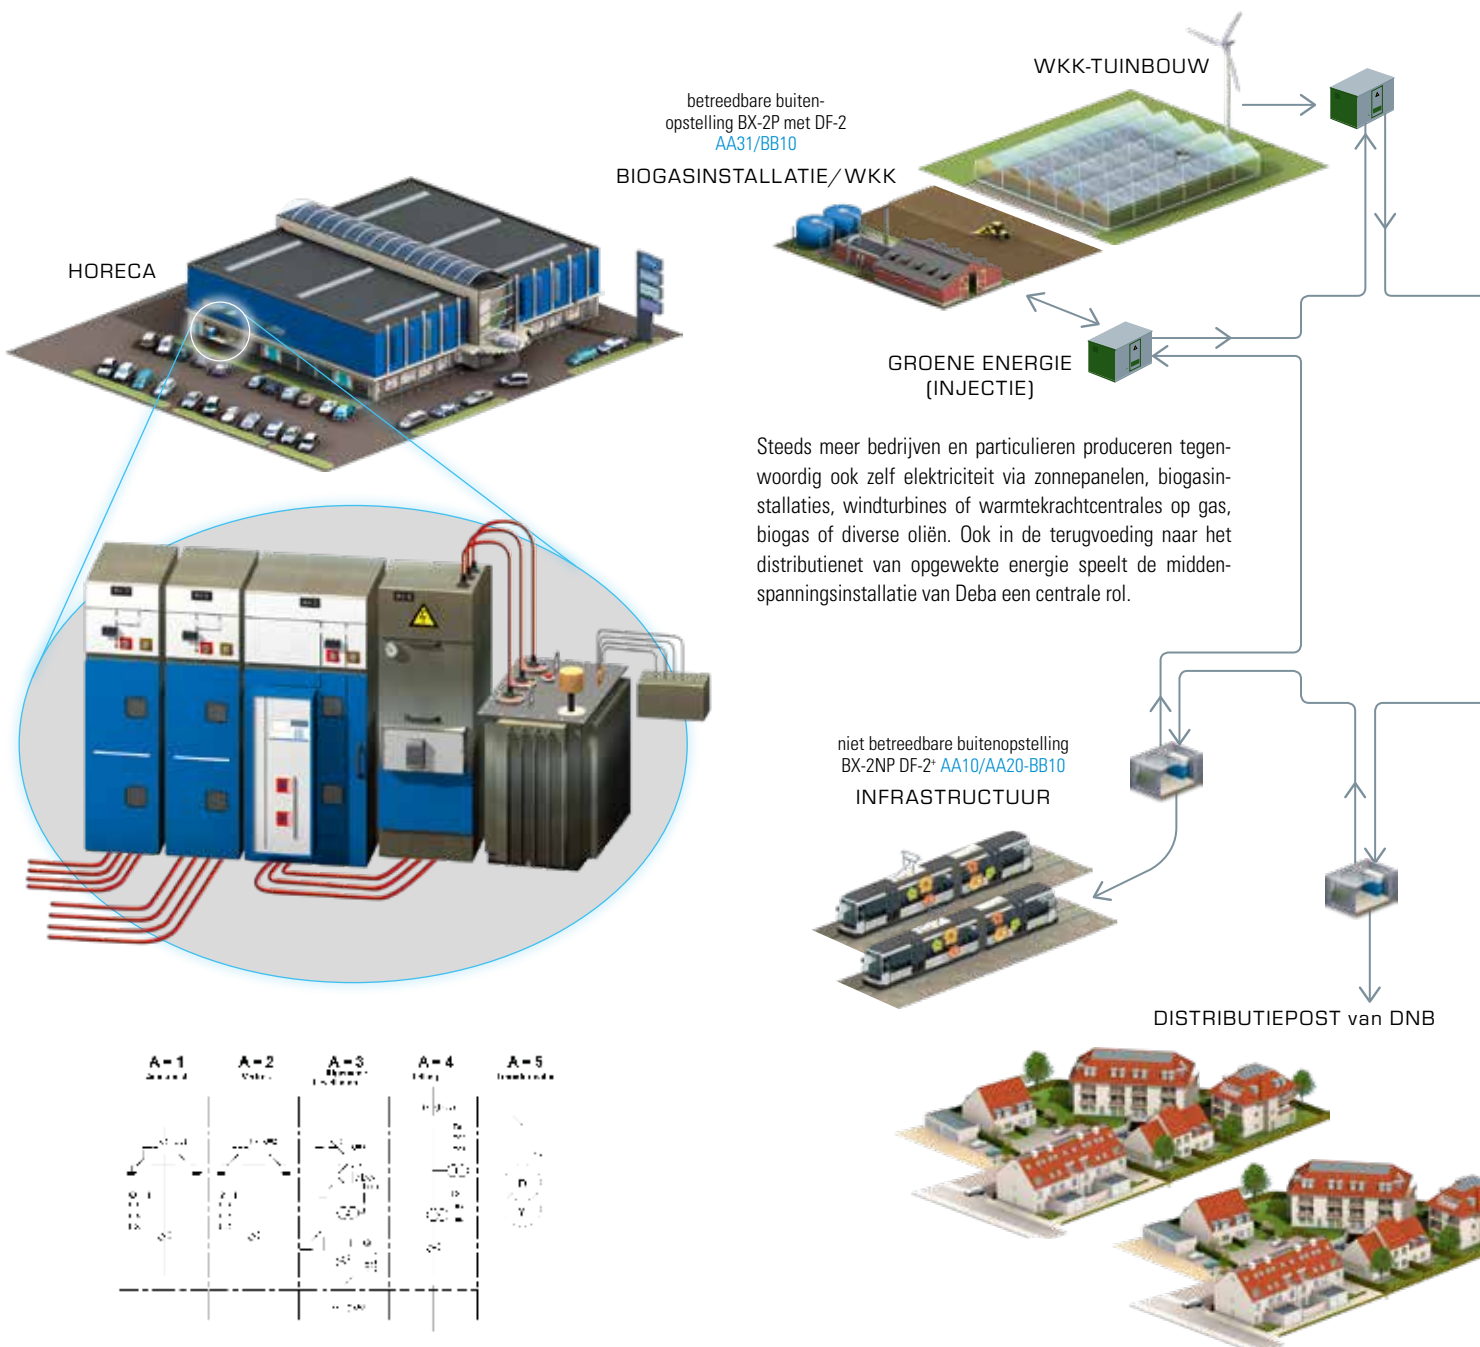 WKK-TUINBOUW
betreedbare buiten-
opstelling BX-2P met DF-2
AA31/BB10
BIOGASINSTALLATIE/WKK
HORECA
GROENE ENERGIE
(INJECTIE)
Steeds meer bedrijven en particulieren produceren tegen-
woordig ook zelf elektriciteit via zonnepanelen, biogasin-
stallaties, windturbines of warmtekrachtcentrales op gas,
biogas of diverse oliën. Ook in de terugvoeding naar het
distributienet van opgewekte energie speelt de midden-
spanningsinstallatie van Deba een centrale rol.
niet betreedbare buitenopstelling
BX-2NP DF-2⁺ AA10/AA20-BB10
INFRASTRUCTUUR
DISTRIBUTIEPOST van DNB
A=1
A=2
A=3
A=4
A=5